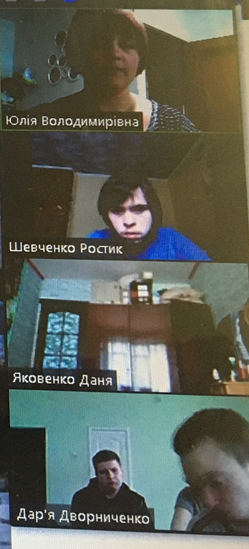 Юлія Володимирівна
Шевченко Ростик
Яковенко Даня
Дар'я Дворниченко